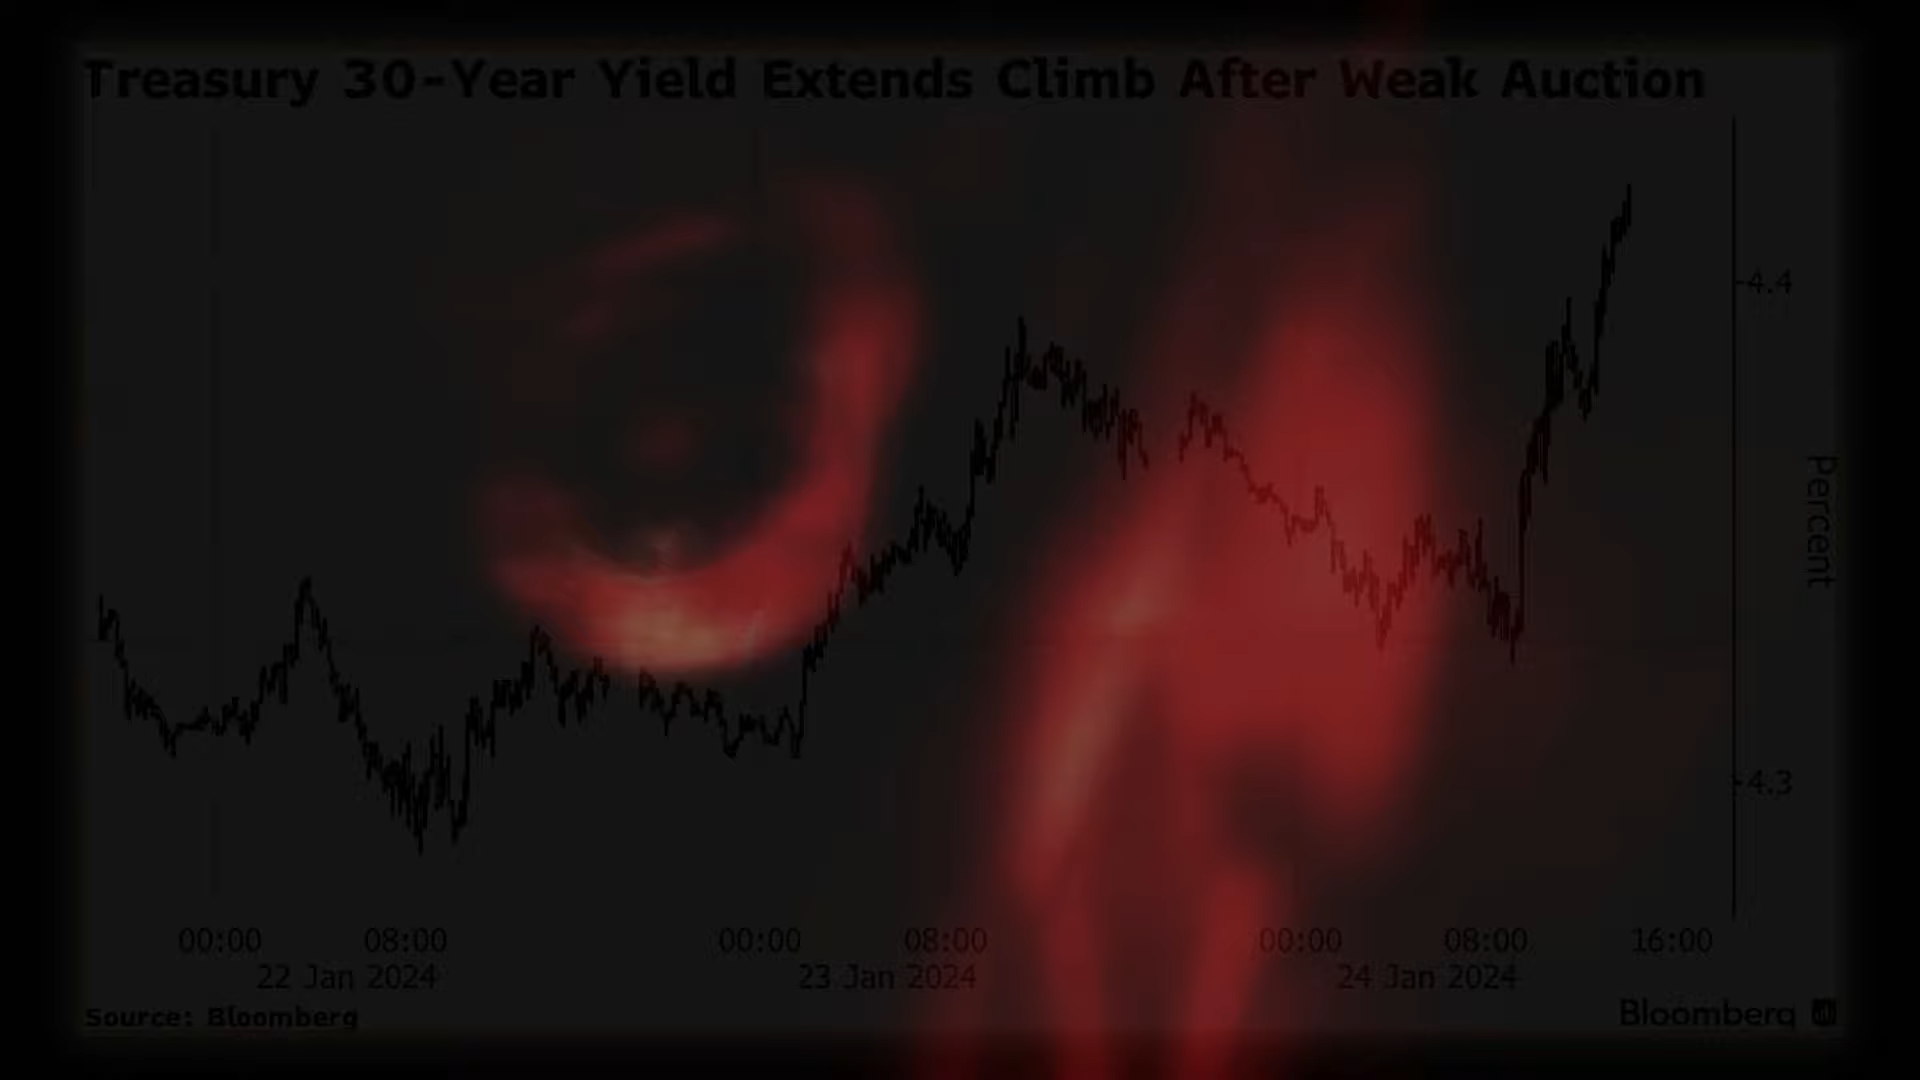 Treasury 30-Year Yield Extends Climb After Weak Auction
4.4
Percent
4.3
00:00 08:00 00:00 08:00 00:00 08:00 16:00
22 Jan 2024 23 Jan 2024 24 Jan 2024
Source: Bloomberg
Bloomberg